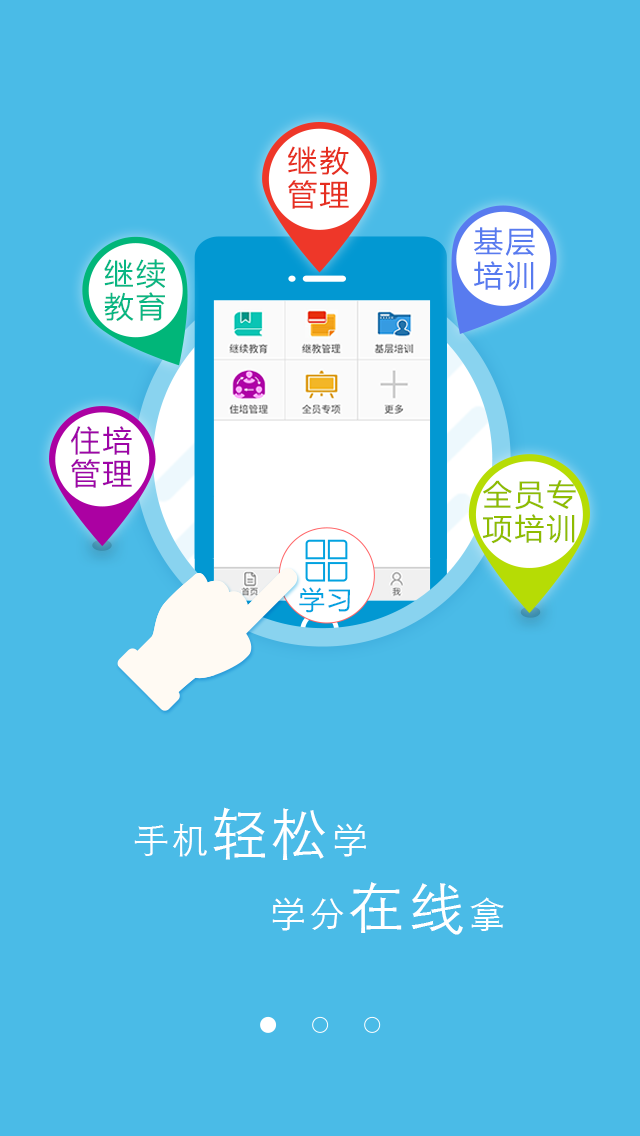 继教
管理
基层
培训
继续
教育
继续教育
继教管理
基层培训
住培管理
全员专项
更多
住培
管理
全员专
项培训
首页
学习
我
手机轻松学
学分在线拿